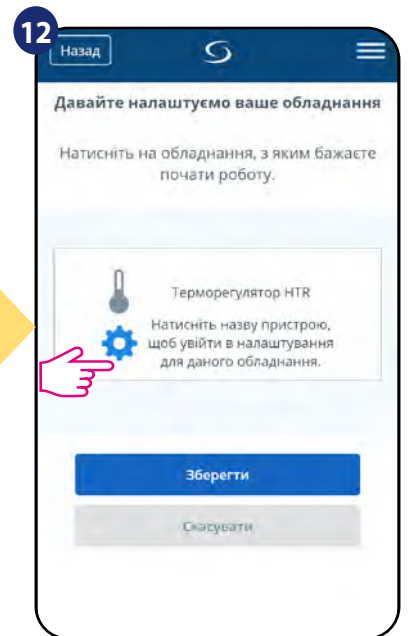 12
Назад
Давайте налаштуємо ваше обладнання
Натисніть на обладнання, з яким бажаєте
почати роботу.
Терморегулятор HTR
Натисніть назву пристрою,
щоб увійти в налаштування
для даного обладнання.
Зберегти
Скасувати